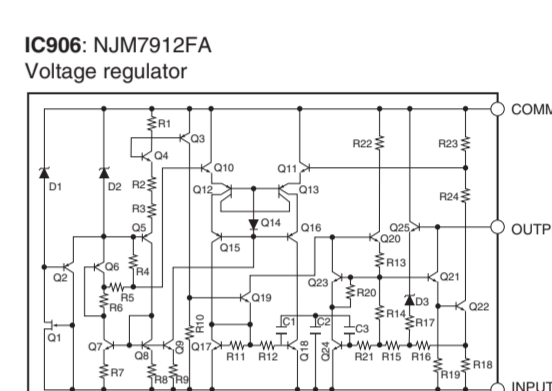 IC906: NJM7912FA
Voltage regulator
COMM
R1
Q3
R22
R23
Q4
Q10
Q11
D1
D2
R2
Q12
Q13
R24
R3
Q14
Q5
Q16
Q25
OUTP
Q15
Q20
Q2
Q6
R4
R13
Q23
Q21
R5
Q19
R20
D3
R6
Q22
R14
Q1
R10
C1
C2
C3
R17
Q7
Q8
Q9
Q17
R11
R12
Q18
Q24
R21
R15
R16
R7
R8
R9
R19
R18
INPUT